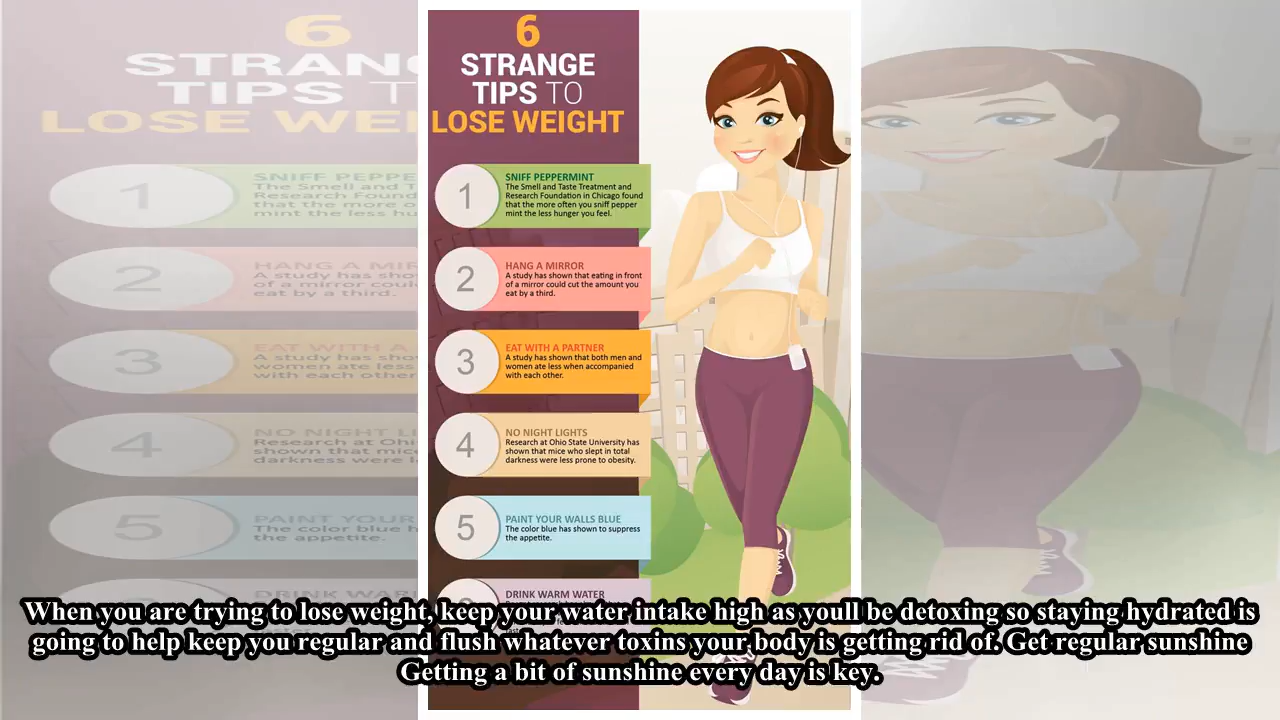 6
STRANGE
TIPS TO
LOSE WEIGHT
1
SNIFF PEPPERMINT
The Smell and Taste Treatment and
Research Foundation in Chicago found
that the more often you sniff pepper
mint the less hunger you feel.
2
HANG A MIRROR
A study has shown that eating in front
of a mirror could cut the amount you
eat by a third.
3
EAT WITH A PARTNER
A study has shown that both men and
women ate less when accompanied
with each other.
4
NO NIGHT LIGHTS
Research at Ohio State University has
shown that mice who slept in total
darkness were less prone to obesity.
5
PAINT YOUR WALLS BLUE
The color blue has shown to suppress
the appetite.
DRINK WARM WATER
When you are trying to lose weight, keep your water intake high as youll be detoxing so staying hydrated is
going to help keep you regular and flush whatever toxins your body is getting rid of. Get regular sunshine
Getting a bit of sunshine every day is key.